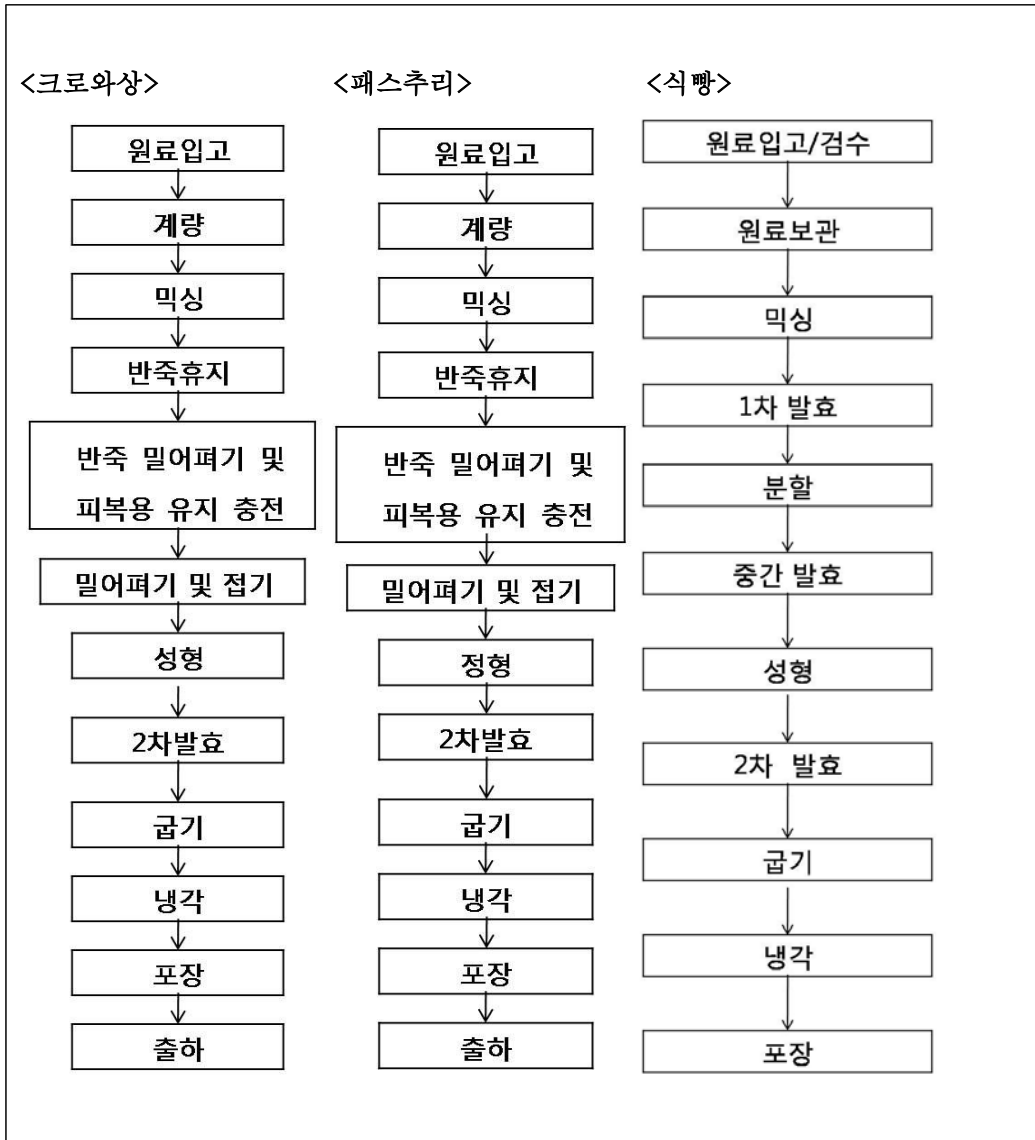 <크로와상>
원료입고
계량
믹싱
반죽휴지
반죽 밀어펴기 및
피복용 유지 충전
밀어펴기 및 접기
성형
2차발효
굽기
냉각
포장
출하
<패스추리>
원료입고
계량
믹싱
반죽휴지
반죽 밀어펴기 및
피복용 유지 충전
밀어펴기 및 접기
정형
2차발효
굽기
냉각
포장
출하
<식빵>
원료입고/검수
원료보관
믹싱
1차 발효
분할
중간 발효
성형
2차 발효
굽기
냉각
포장